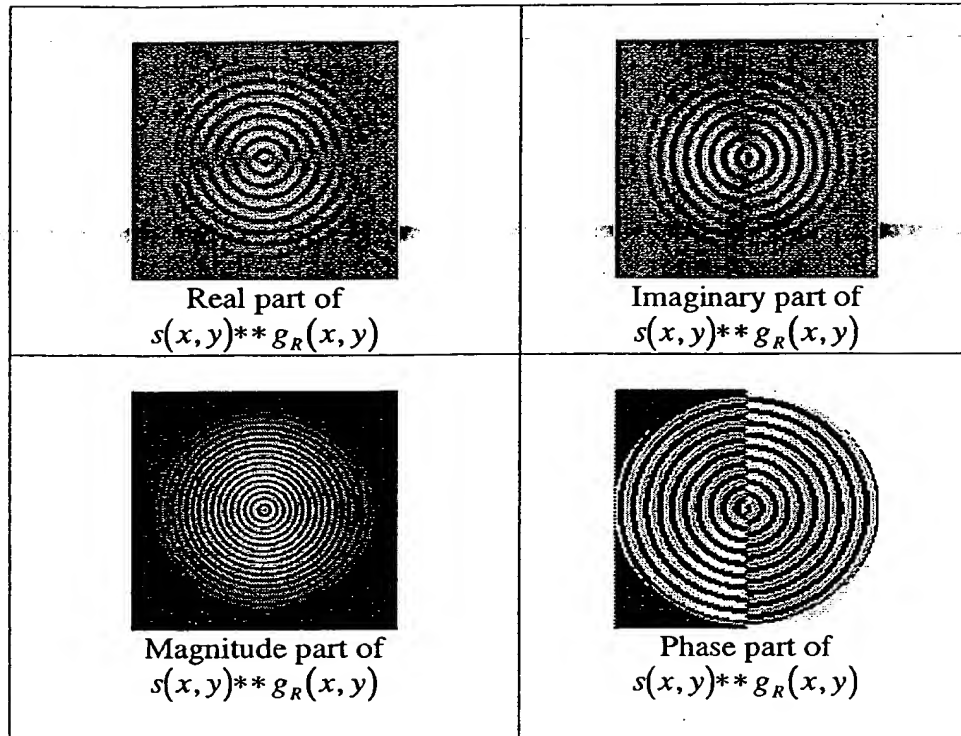 Real part of
s(x, y)** g_R(x, y)
Imaginary part of
s(x, y)** g_R(x, y)
Magnitude part of
s(x, y)** g_R(x, y)
Phase part of
s(x, y)** g_R(x, y)